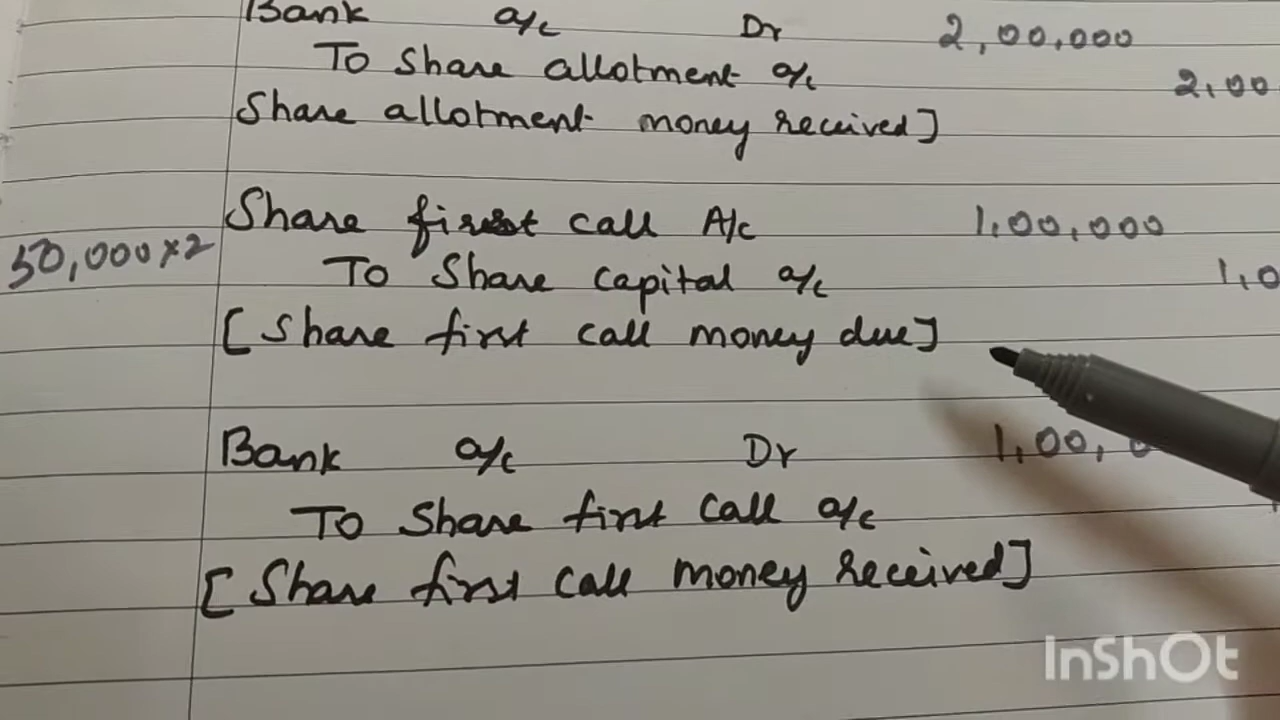 Bank a/c Dr 2,00,000
To Share allotment a/c 2,00
Share allotment money received]
Share first call A/c 1,00,000
50,000×2
To Share capital a/c 1,0
[Share first call money due]
Bank a/c Dr 1,00,
To Share first call a/c
[Share first call money received]
InShOt